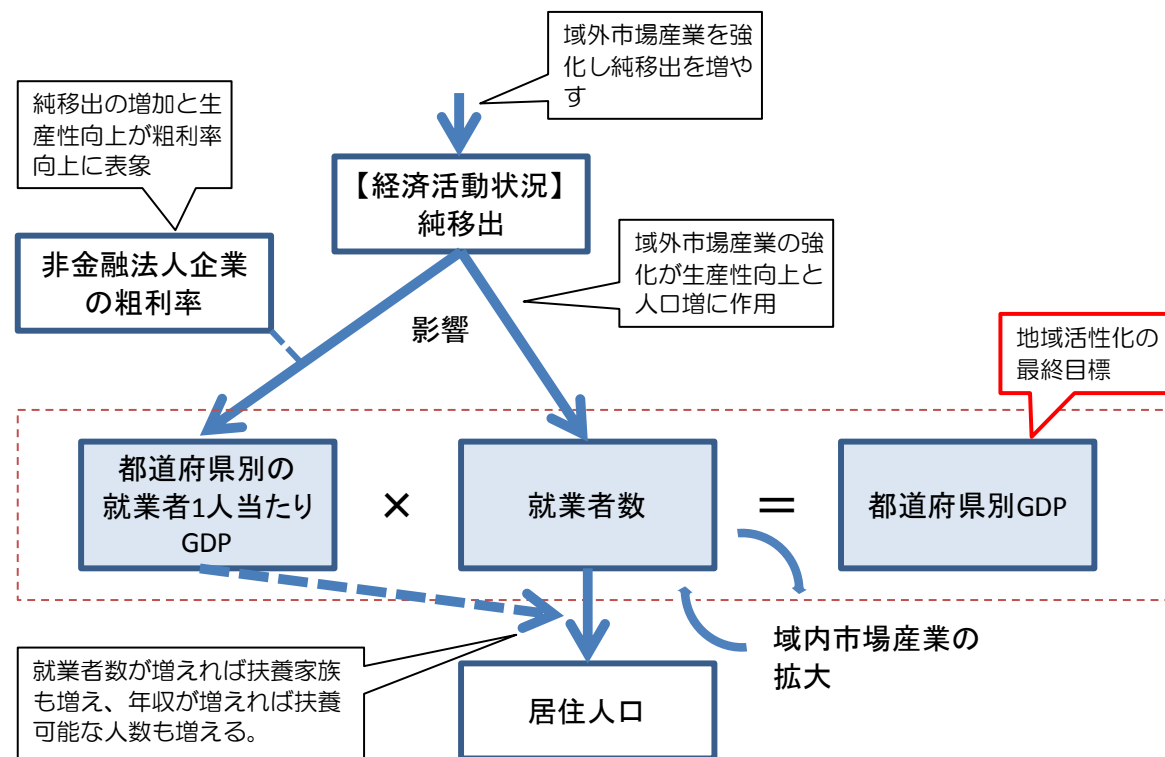 域外市場産業を強
化し純移出を増や
す
純移出の増加と生
産性向上が粗利率
向上に表象
【経済活動状況】
純移出
非金融法人企業
の粗利率
域外市場産業の強
化が生産性向上と
人口増に作用
影響
地域活性化の
最終目標
都道府県別の
就業者1人当たり
GDP
×
就業者数
＝
都道府県別GDP
域内市場産業の
拡大
就業者数が増えれば扶養家族
も増え、年収が増えれば扶養
可能な人数も増える。
居住人口